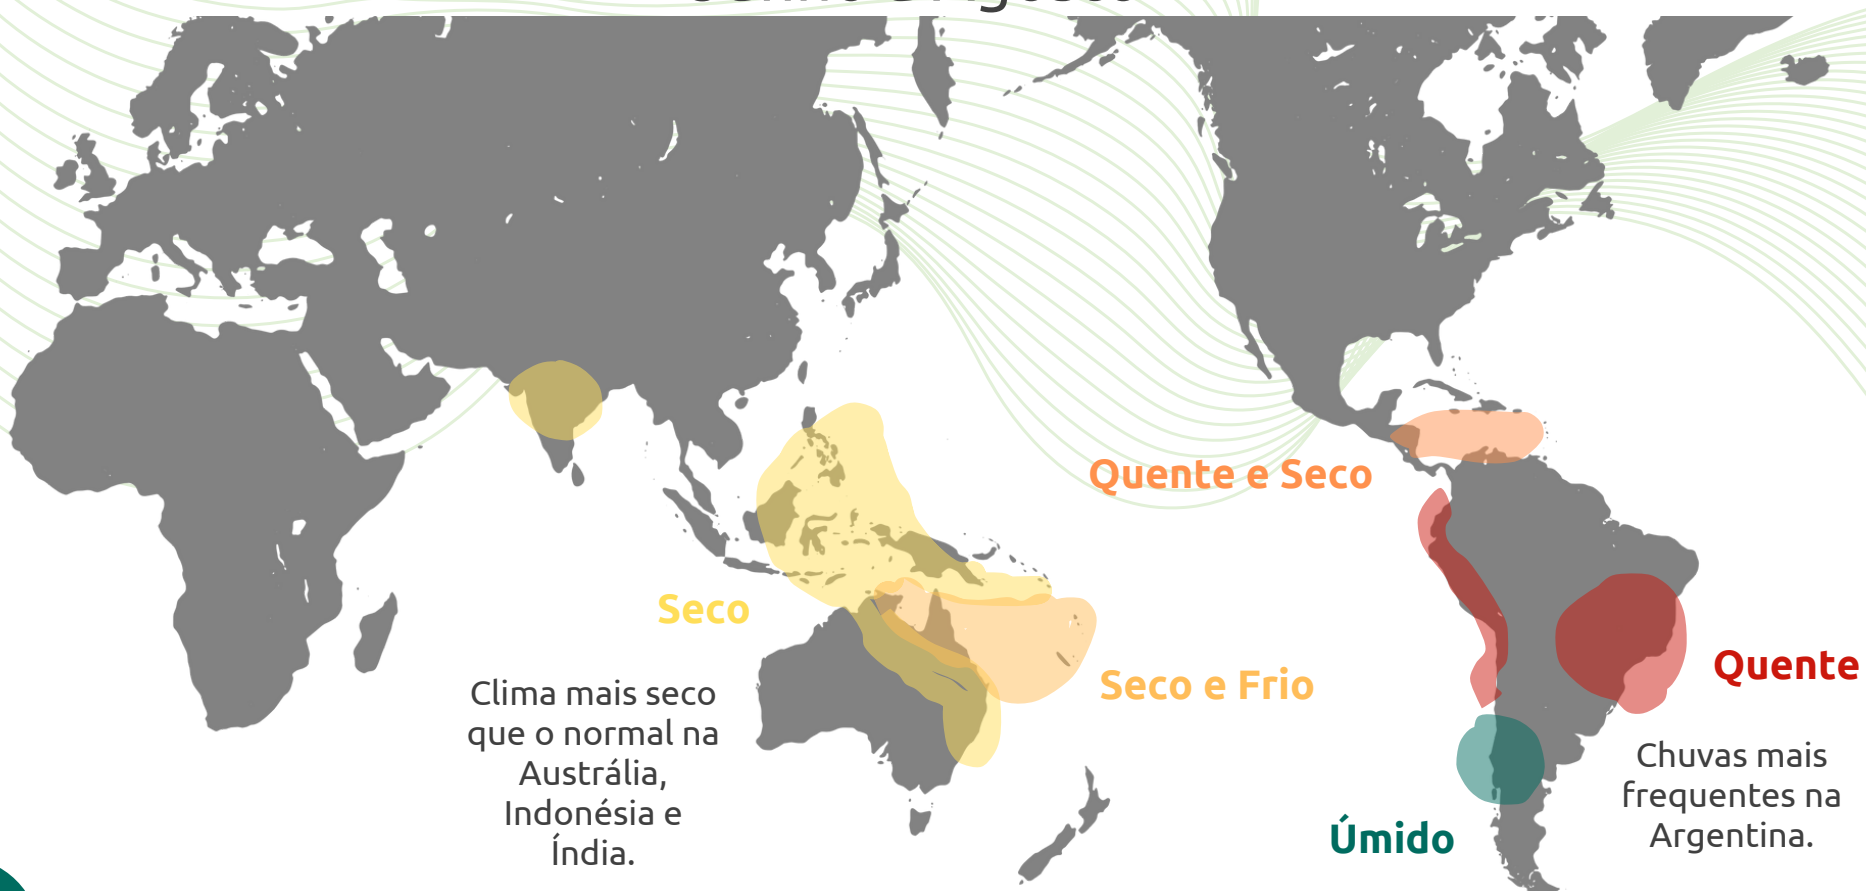 Quente e Seco
Seco
Seco e Frio
Quente
Clima mais seco
que o normal na
Austrália,
Indonésia e
Índia.
Chuvas mais
frequentes na
Argentina.
Úmido